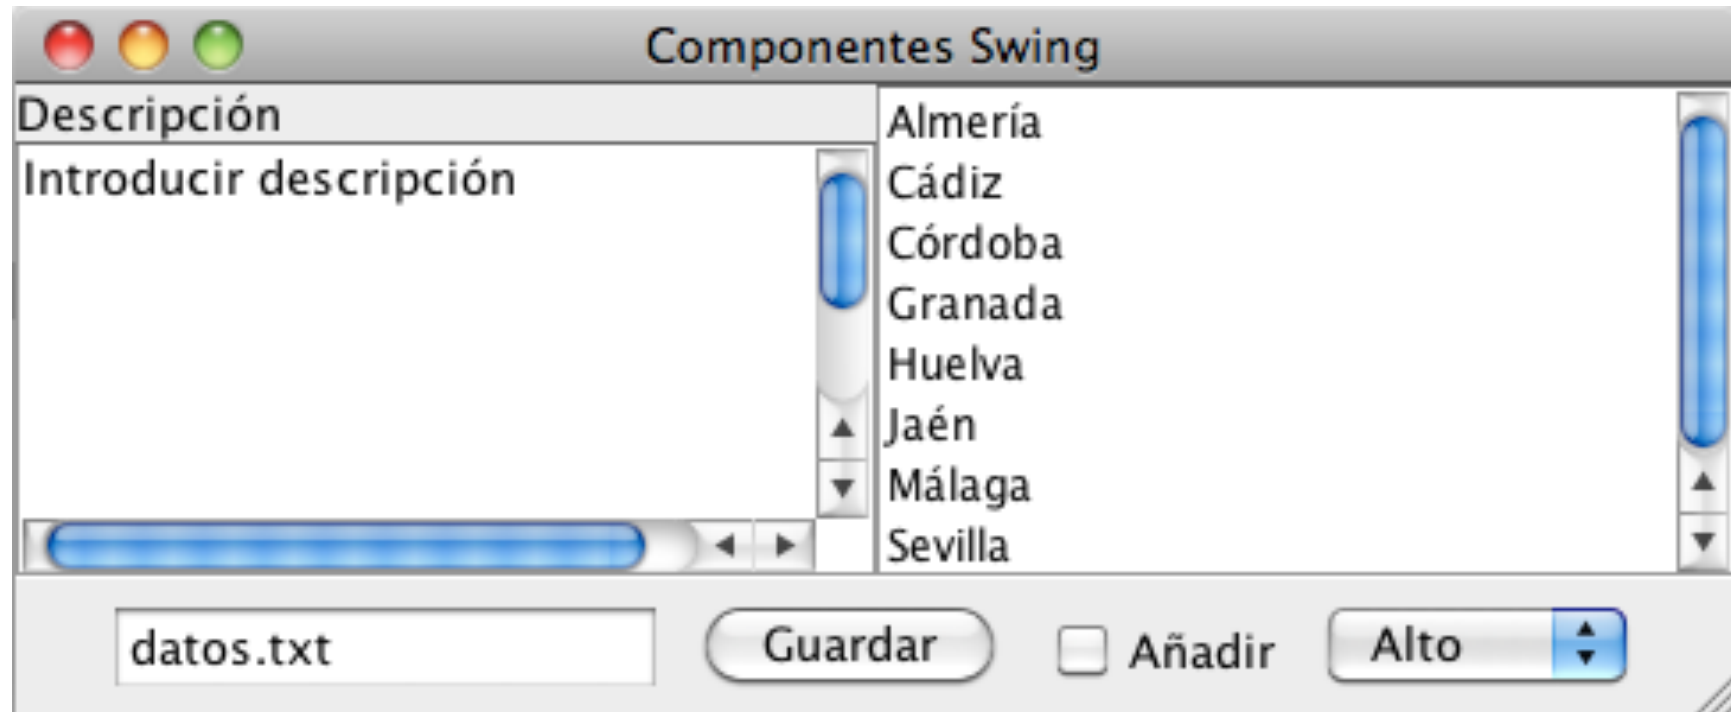 Componentes Swing
Descripción
Introducir descripción
Almería
Cádiz
Córdoba
Granada
Huelva
Jaén
Málaga
Sevilla
datos.txt Guardar Añadir Alto